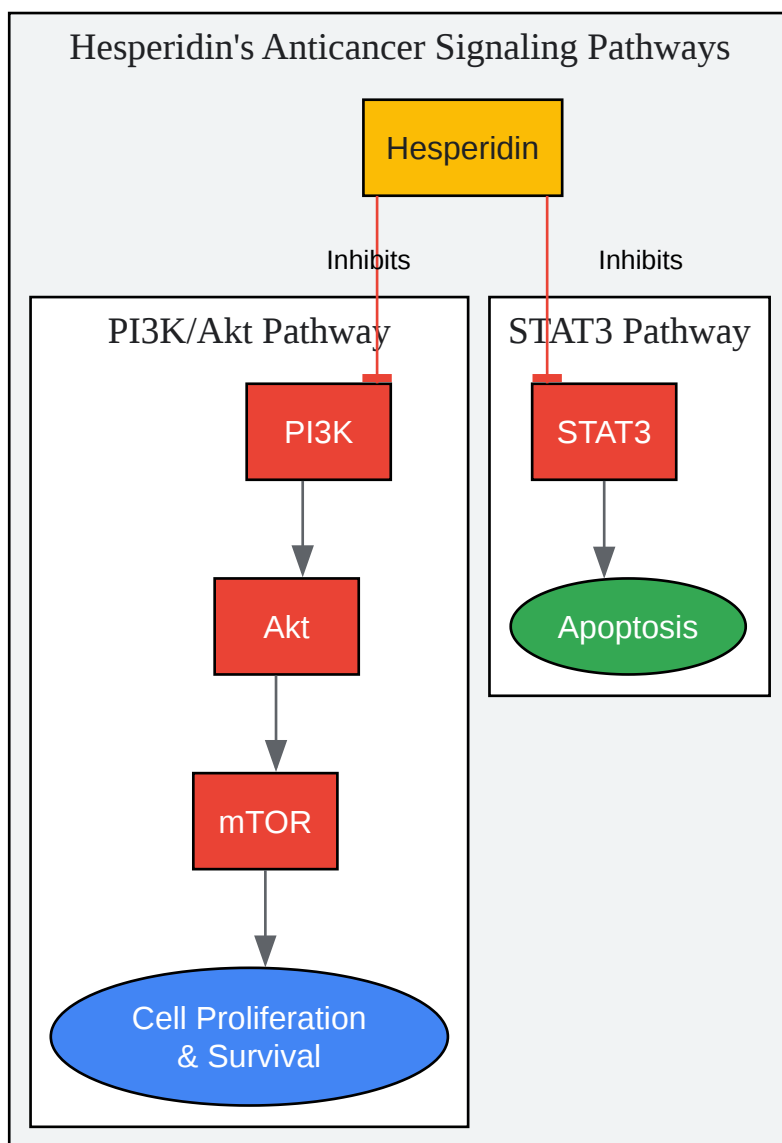 Hesperidin's Anticancer Signaling Pathways
Hesperidin
Inhibits
Inhibits
PI3K/Akt Pathway
PI3K
Akt
mTOR
Cell Proliferation
& Survival
STAT3 Pathway
STAT3
Apoptosis